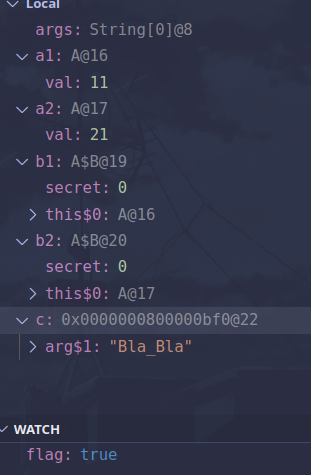 Local
args: String[0]@8
a1: A@16
val: 11
a2: A@17
val: 21
b1: A$B@19
secret: 0
this$0: A@16
b2: A$B@20
secret: 0
this$0: A@17
c: 0x0000000800000bf0@22
arg$1: "Bla_Bla"
WATCH
flag: true